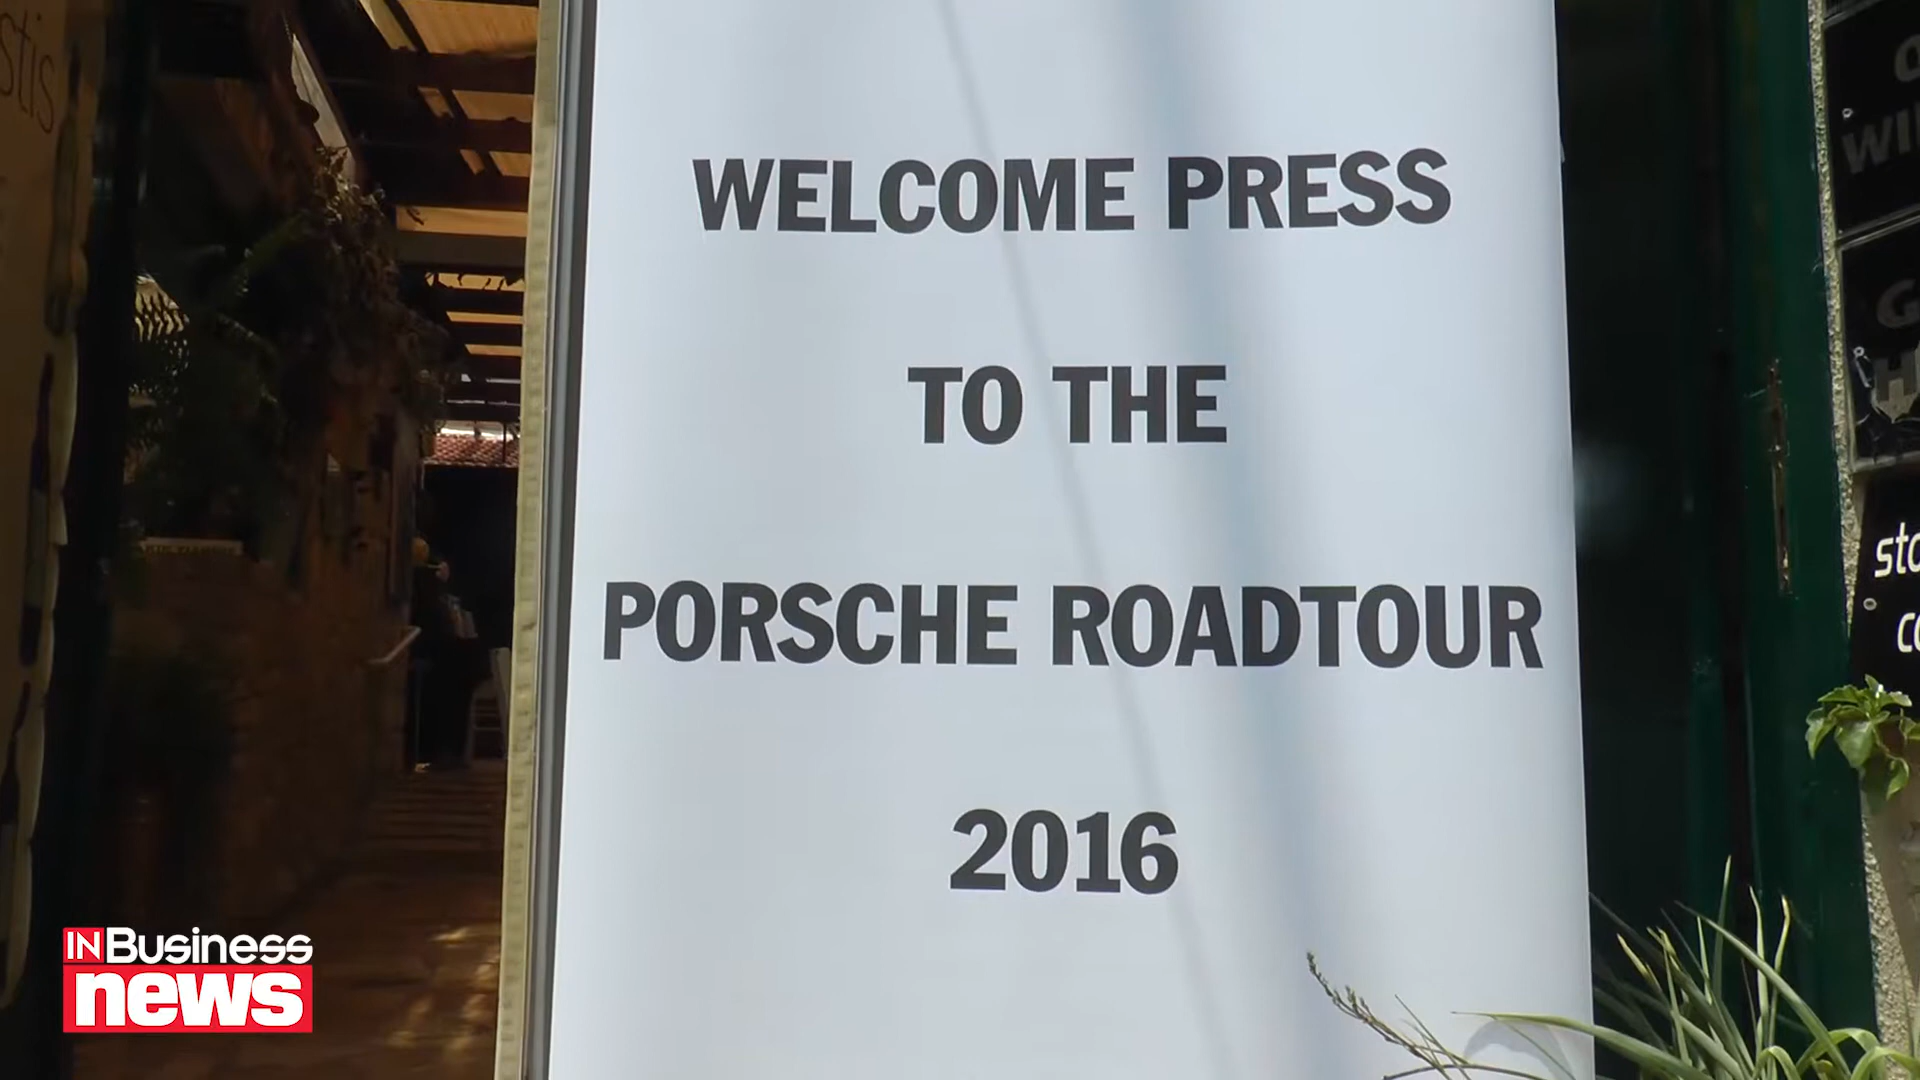 WELCOME PRESS
TO THE
PORSCHE ROADTOUR
2016
INBusiness
news